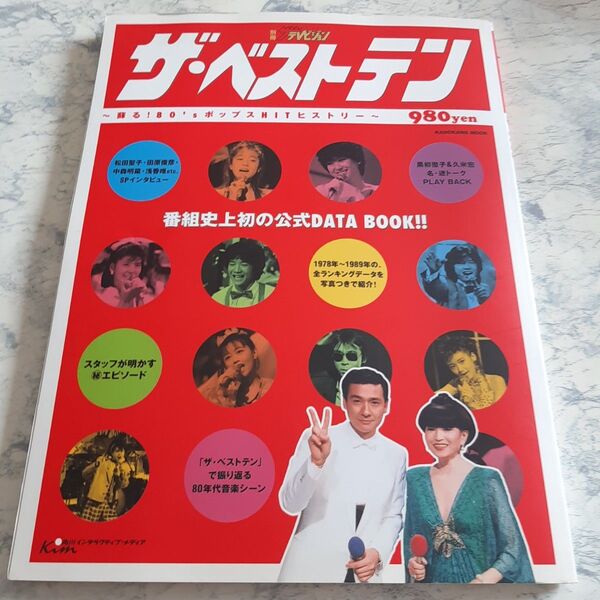 別冊 ザテレビジョン
ザ・ベストテン
～蘇る!80'sポップスHITヒストリー～
980yen
KADOKAWA MOOK
松田聖子・田原俊彦・
中森明菜・浅香唯etc.
SPインタビュー
黒柳徹子&久米宏
名・迷トーク
PLAY BACK
番組史上初の公式DATA BOOK!!
1978年～1989年の、
全ランキングデータを
写真つきで紹介!
スタッフが明かす
㊙エピソード
「ザ・ベストテン」
で振り返る
80年代音楽シーン
Kim 角川インタラクティブ・メディア